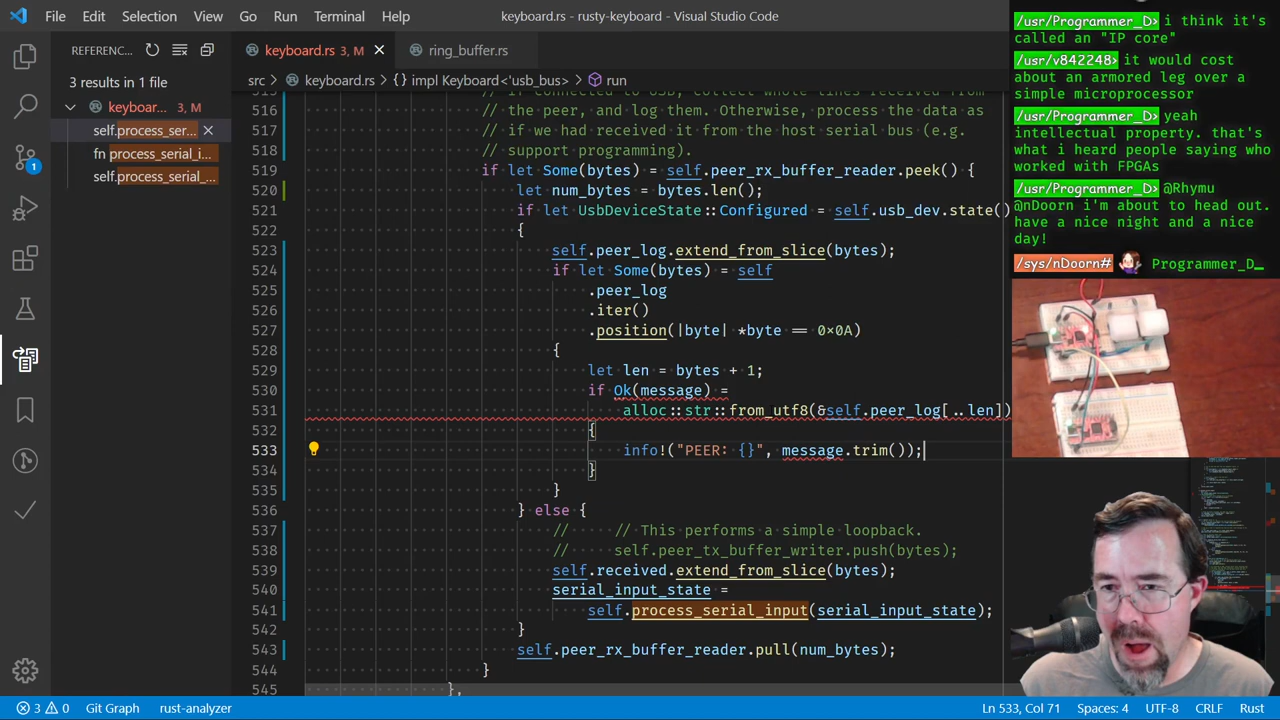 File Edit Selection View Go Run Terminal Help
keyboard.rs - rusty-keyboard - Visual Studio Code
REFERENC...
3 results in 1 file
keyboar... 3, M
self.process_ser...
fn process_serial_i...
self.process_serial_...
1
keyboard.rs 3, M
ring_buffer.rs
src > keyboard.rs > {} impl Keyboard<'usb_bus> > run
515 // if connected to USB, collect whole lines received from
516 // the peer, and log them. Otherwise, process the data as
517 // if we had received it from the host serial bus (e.g.
518 // support programming).
519 if let Some(bytes) = self.peer_rx_buffer_reader.peek() {
520 let num_bytes = bytes.len();
521 if let UsbDeviceState::Configured = self.usb_dev.state()
522 {
523 self.peer_log.extend_from_slice(bytes);
524 if let Some(bytes) = self
525 .peer_log
526 .iter()
527 .position(|byte| *byte == 0x0A)
528 {
529 let len = bytes + 1;
530 if Ok(message) =
531 alloc::str::from_utf8(&self.peer_log[..len])
532 {
533 info!("PEER: {}", message.trim());
534 }
535 }
536 } else {
537 // // This performs a simple loopback.
538 // self.peer_tx_buffer_writer.push(bytes);
539 self.received.extend_from_slice(bytes);
540 serial_input_state =
541 self.process_serial_input(serial_input_state);
542 }
543 self.peer_rx_buffer_reader.pull(num_bytes);
544 }
545 },
/usr/Programmer_D> i think it's
called an "IP core"
/usr/v842248> it would cost
about an armored leg over a
simple microprocessor
/usr/Programmer_D> yeah
intellectual property. that's
what i heard people saying who
worked with FPGAs
/usr/Programmer_D> @Rhymu
@nDoorn i'm about to head out.
have a nice night and a nice
day!
/sys/nDoorn# Programmer_D_
3 0 Git Graph rust-analyzer
Ln 533, Col 71 Spaces: 4 UTF-8 CRLF Rust